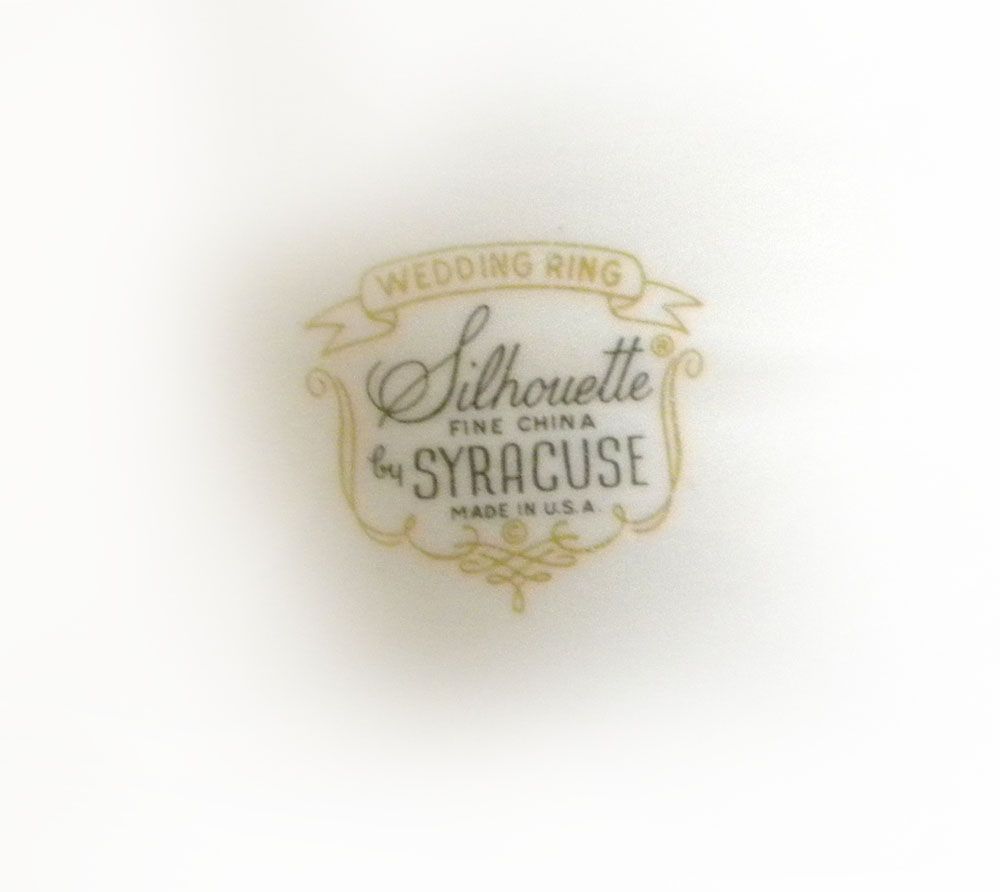 WEDDING RING
Silhouette®
FINE CHINA
by SYRACUSE
MADE IN U.S.A.
©